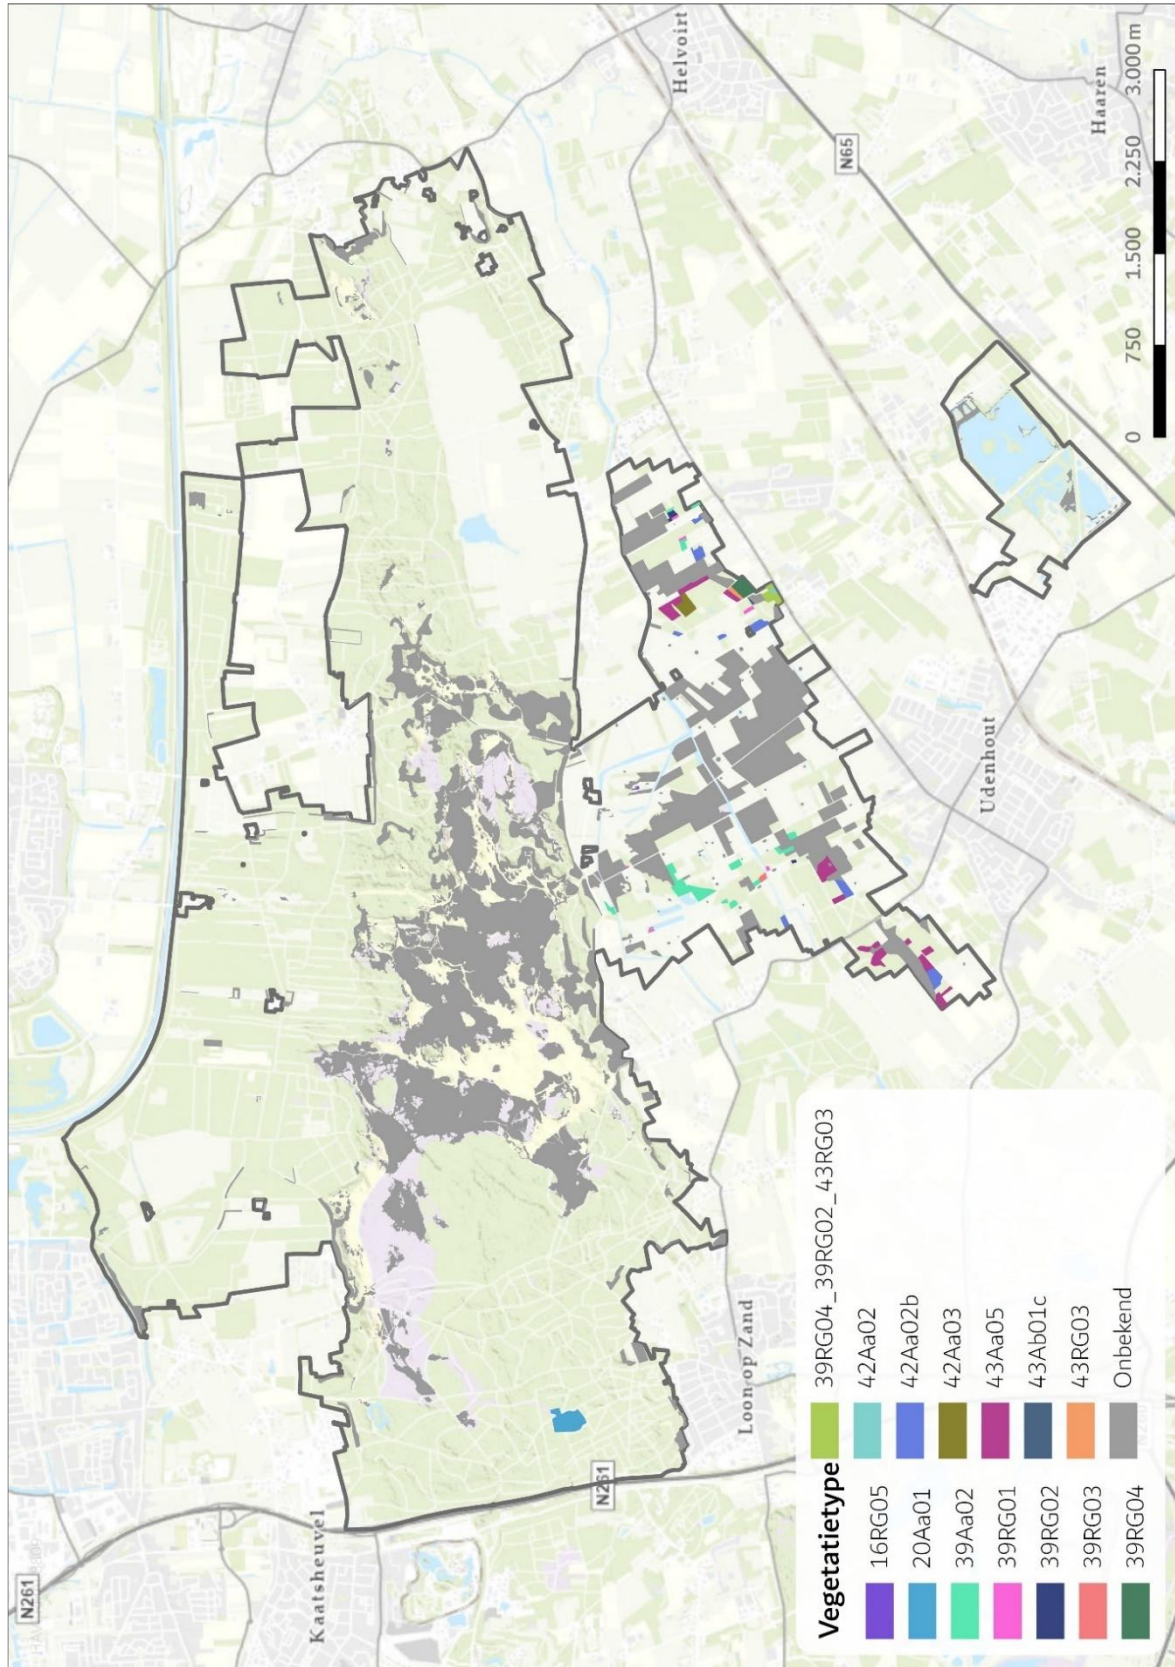 N261
Kaatsheuvel
N261
Loon op Zand
Udenhout
Helvoirt
N65
Haaren
0 750 1.500 2.250 3.000 m
Vegetatietype
16RG05
20Aa01
39Aa02
39RG01
39RG02
39RG03
39RG04
39RG04_39RG02_43RG03
42Aa02
42Aa02b
42Aa03
43Aa05
43Ab01c
43RG03
Onbekend